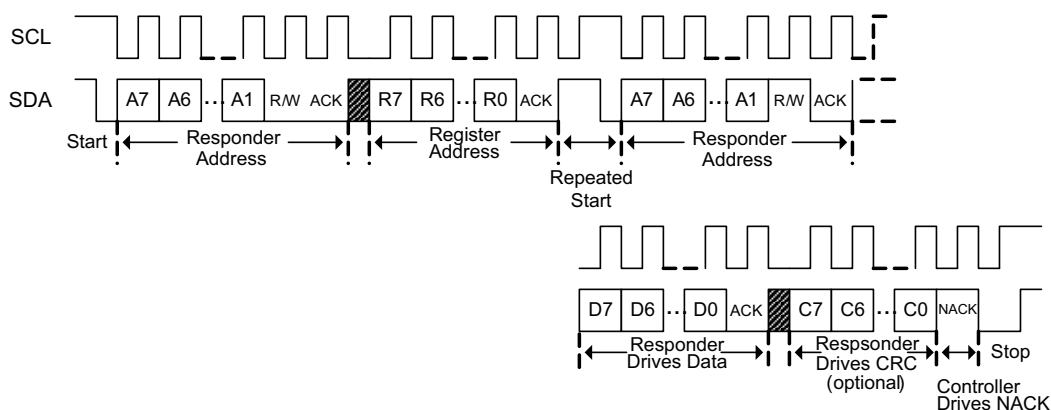 SCL
SDA
A7 A6 ... A1 R/W ACK R7 R6 ... R0 ACK A7 A6 ... A1 R/W ACK
Start
Responder
Address
Register
Address
Repeated
Start
Responder
Address
D7 D6 ... D0 ACK C7 C6 ... C0 NACK
Responder
Drives Data
Respsonder
Drives CRC
(optional)
Stop
Controller
Drives NACK